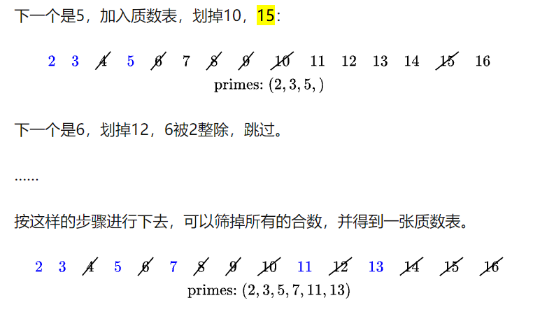 下一个是5，加入质数表，划掉10，15：
2 3 4 5 6 7 8 9 10 11 12 13 14 15 16
primes: (2, 3, 5, )
下一个是6，划掉12，6被2整除，跳过。
......
按这样的步骤进行下去，可以筛掉所有的合数，并得到一张质数表。
2 3 4 5 6 7 8 9 10 11 12 13 14 15 16
primes: (2, 3, 5, 7, 11, 13)